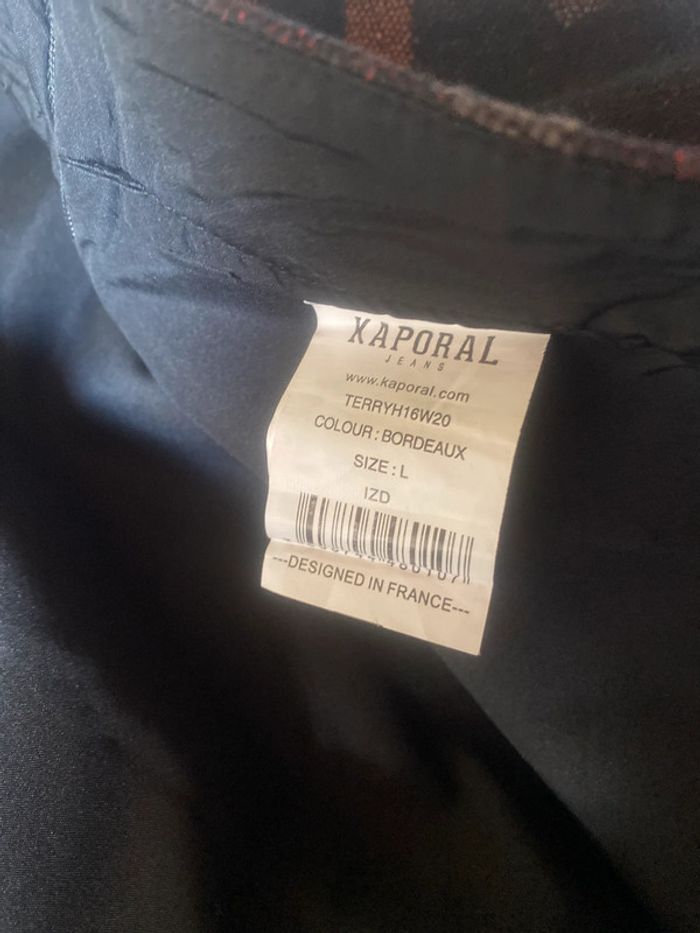 KAPORAL
JEANS
www.kaporal.com
TERRYH16W20
COLOUR : BORDEAUX
SIZE : L
IZD
---DESIGNED IN FRANCE---